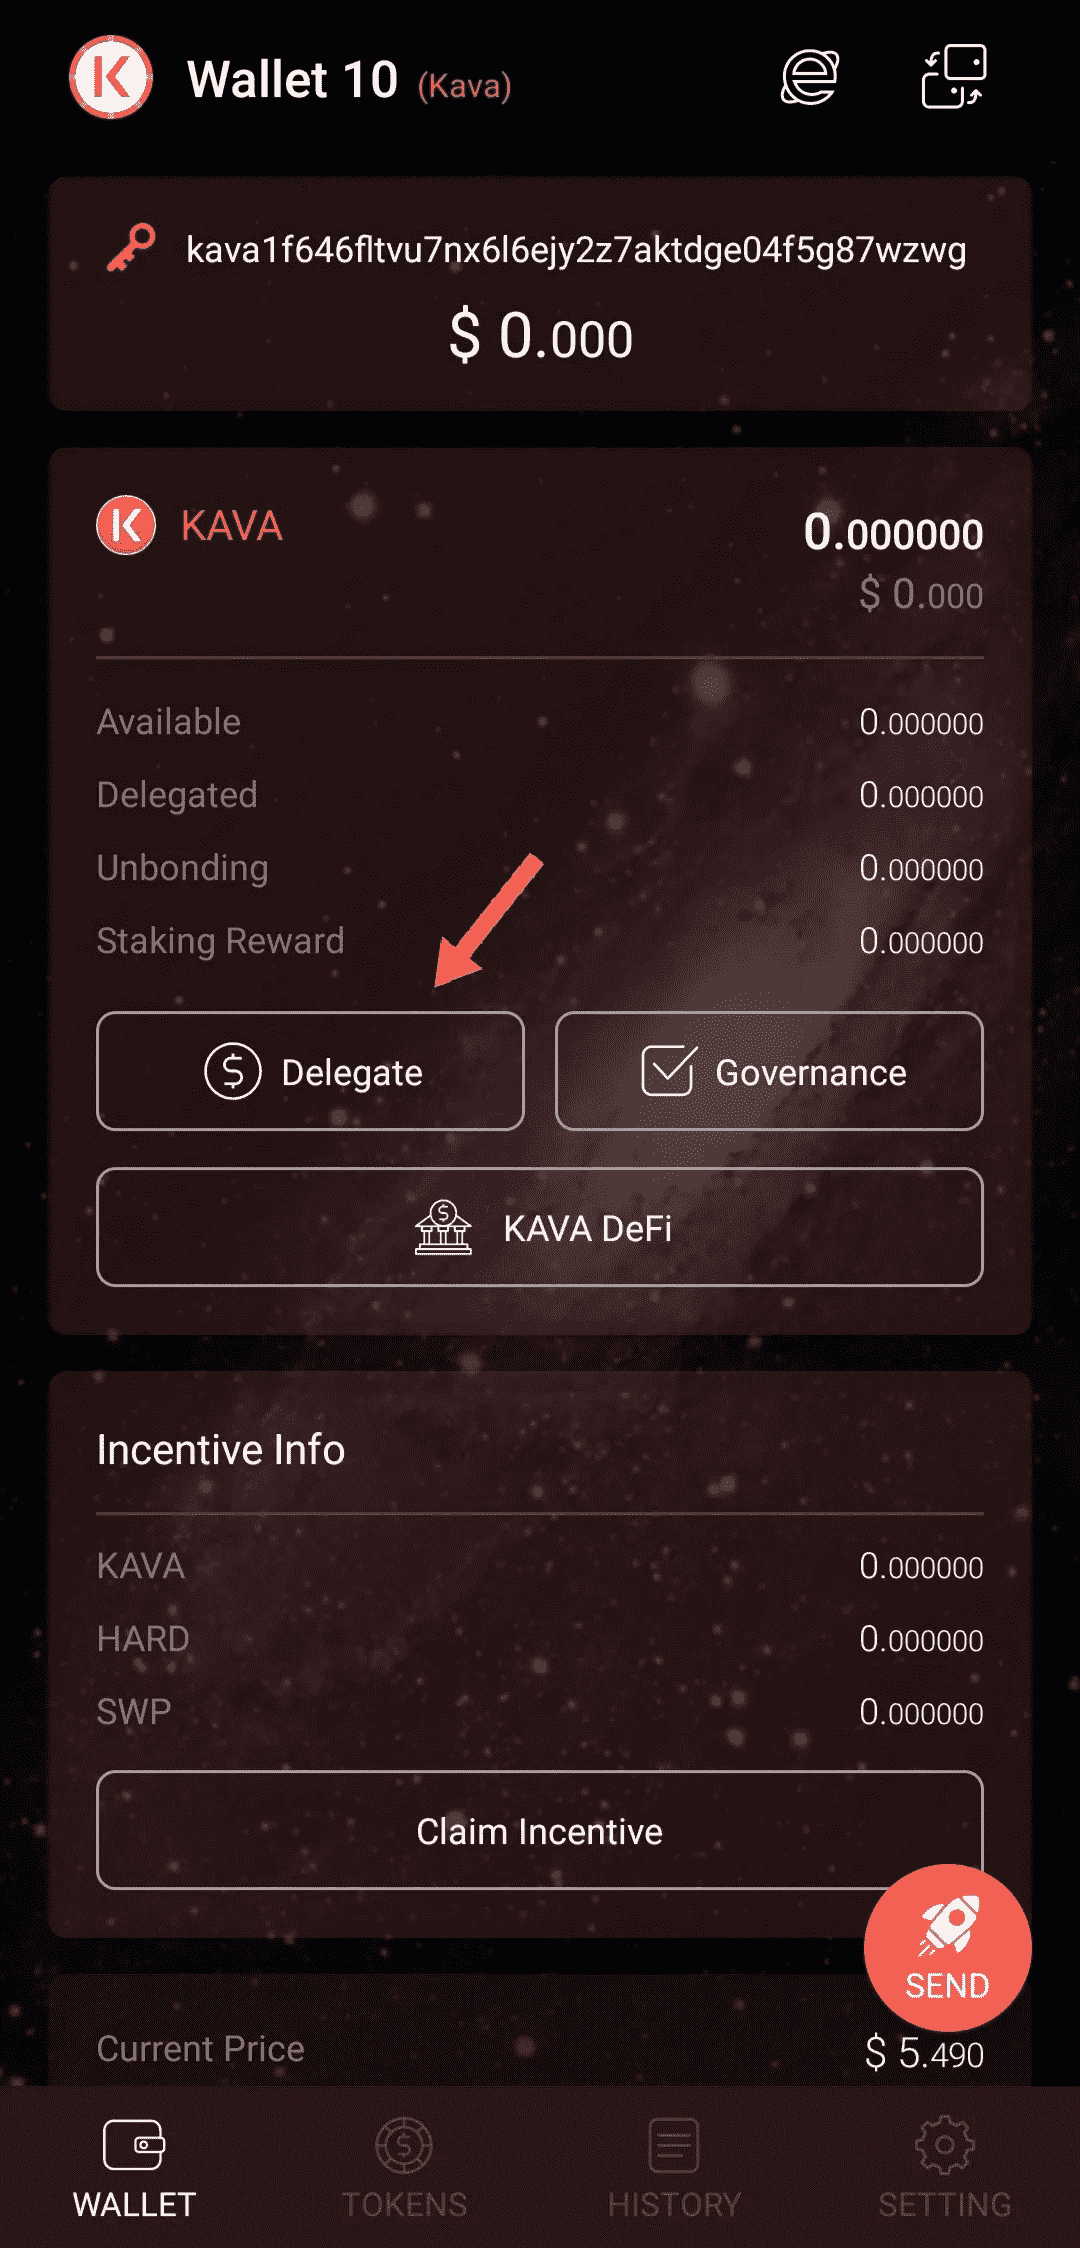 Wallet 10 (Kava)
kava1f646fltvu7nx6l6ejy2z7aktdge04f5g87wzwg
$ 0.000
KAVA 0.000000
$ 0.000
Available 0.000000
Delegated 0.000000
Unbonding 0.000000
Staking Reward 0.000000
Delegate Governance
KAVA DeFi
Incentive Info
KAVA 0.000000
HARD 0.000000
SWP 0.000000
Claim Incentive
SEND
Current Price $ 5.490
WALLET TOKENS HISTORY SETTING